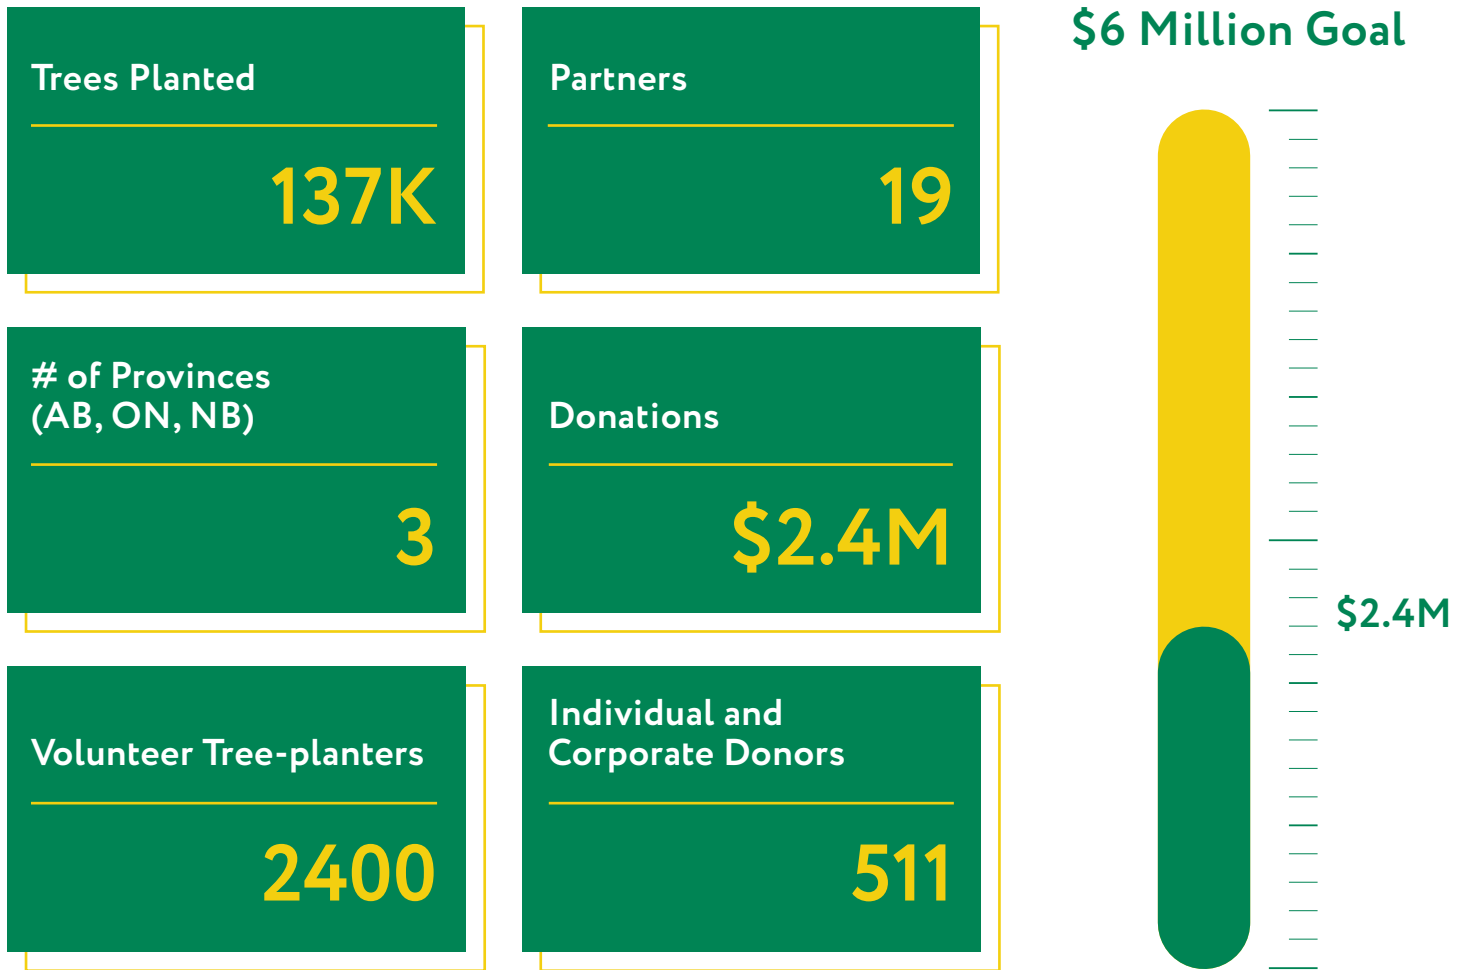 Trees Planted
137K
Partners
19
# of Provinces
(AB, ON, NB)
3
Donations
$2.4M
Volunteer Tree-planters
2400
Individual and
Corporate Donors
511
$6 Million Goal
$2.4M